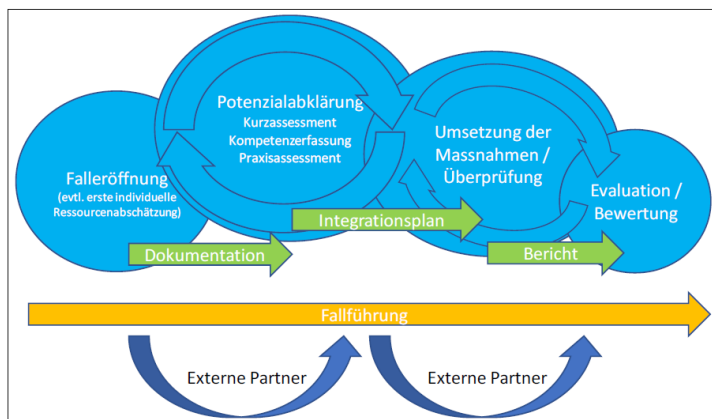 Potenzialabklärung
Kurzassessment
Kompetenzerfassung
Praxisassessment
Falleröffnung
(evtl. erste individuelle
Ressourcenabschätzung)
Umsetzung der
Massnahmen /
Überprüfung
Evaluation /
Bewertung
Dokumentation
Integrationsplan
Bericht
Fallführung
Externe Partner
Externe Partner